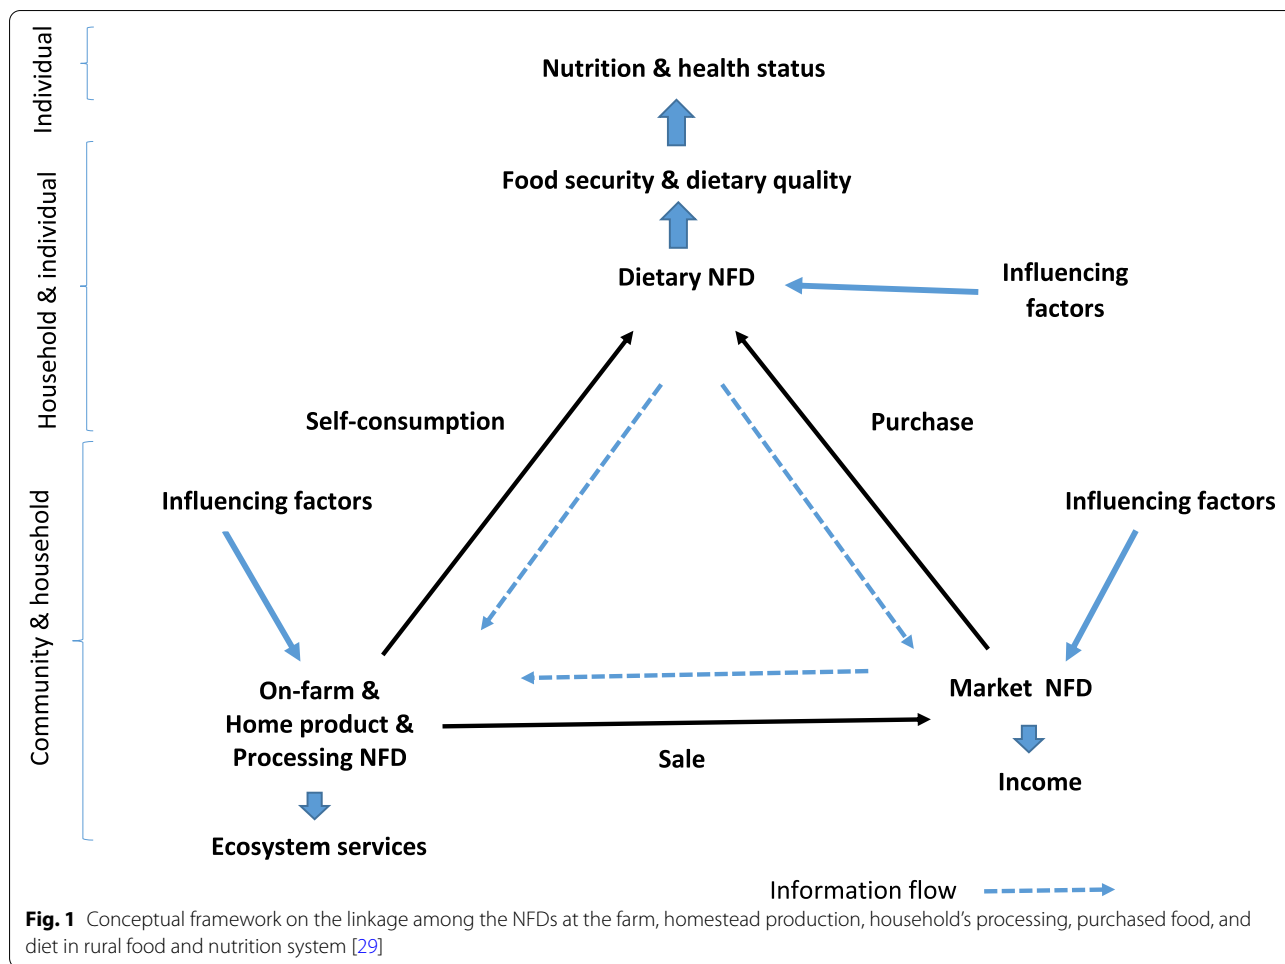 Individual
Nutrition & health status
Household & individual
Food security & dietary quality
Dietary NFD
Influencing
factors
Self-consumption
Purchase
Community & household
Influencing factors
Influencing factors
On-farm &
Home product &
Processing NFD
Market NFD
Sale
Income
Ecosystem services
Information flow
Fig. 1 Conceptual framework on the linkage among the NFDs at the farm, homestead production, household’s processing, purchased food, and
diet in rural food and nutrition system [29]